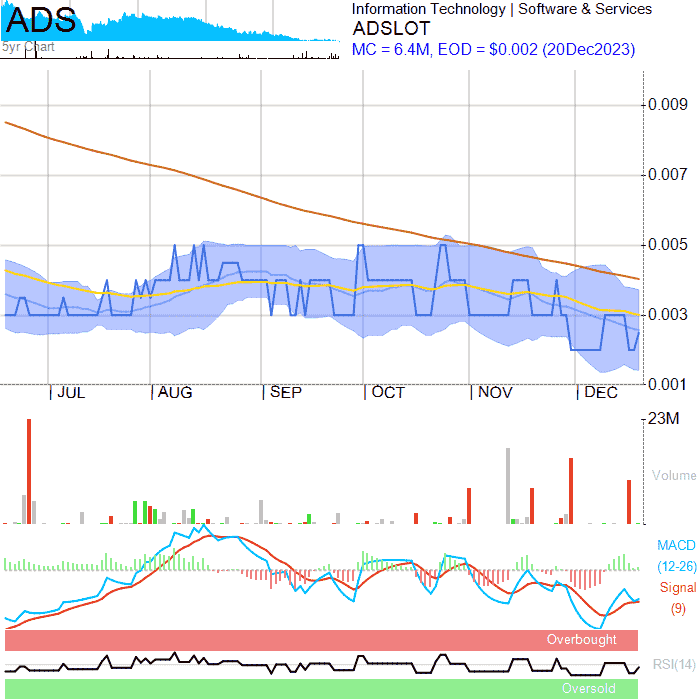 ADS
5yr Chart
Information Technology | Software & Services
ADSLOT
MC = 6.4M, EOD = $0.002 (20Dec2023)
0.009
0.007
0.005
0.003
0.001
| JUL | AUG | SEP | OCT | NOV | DEC
23M
Volume
MACD
(12-26)
Signal
(9)
Overbought
RSI(14)
Oversold